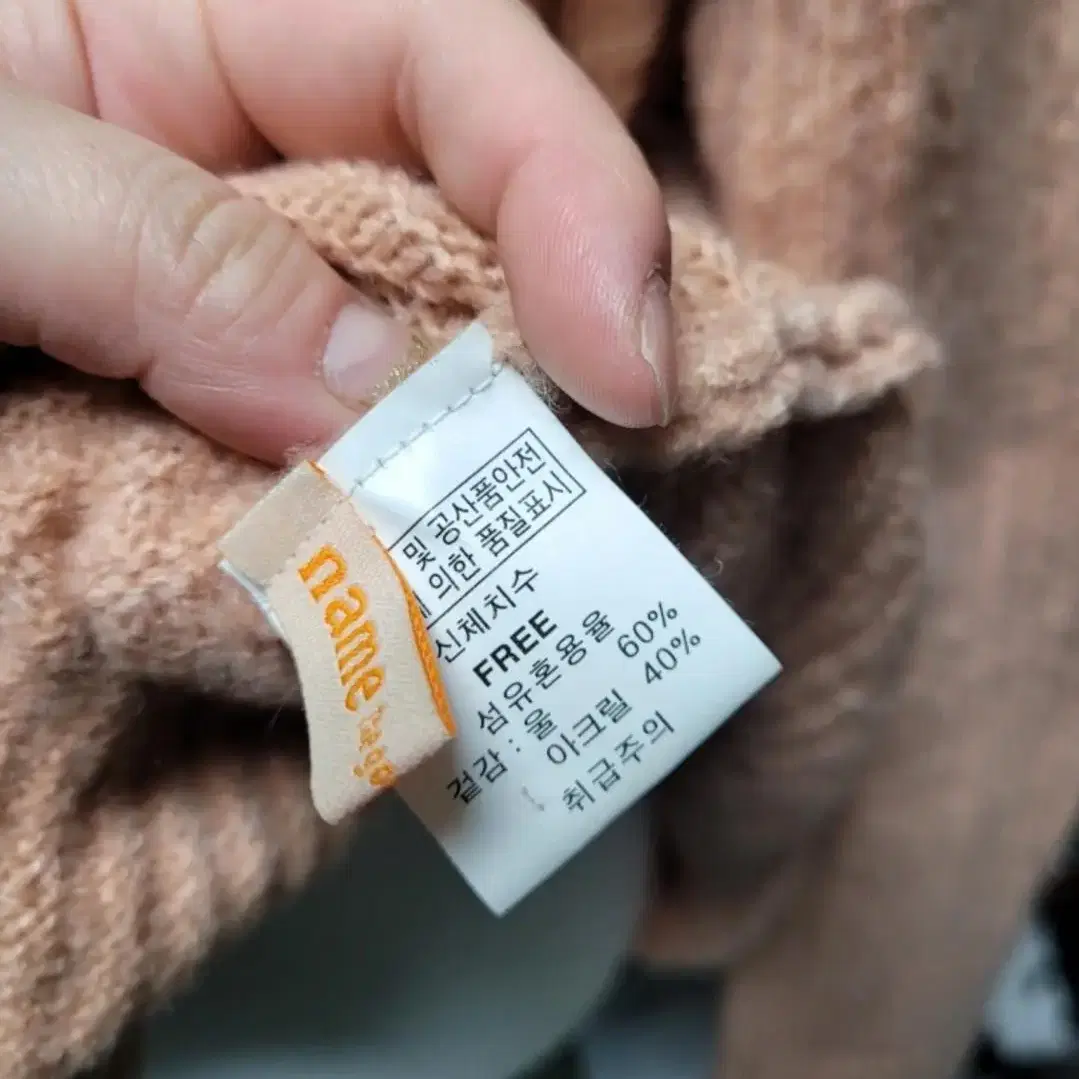 및 공산품안전
의한 품질표시
신체치수
FREE
섬유혼용율
겉감 : 울 60%
아크릴 40%
취급주의
name